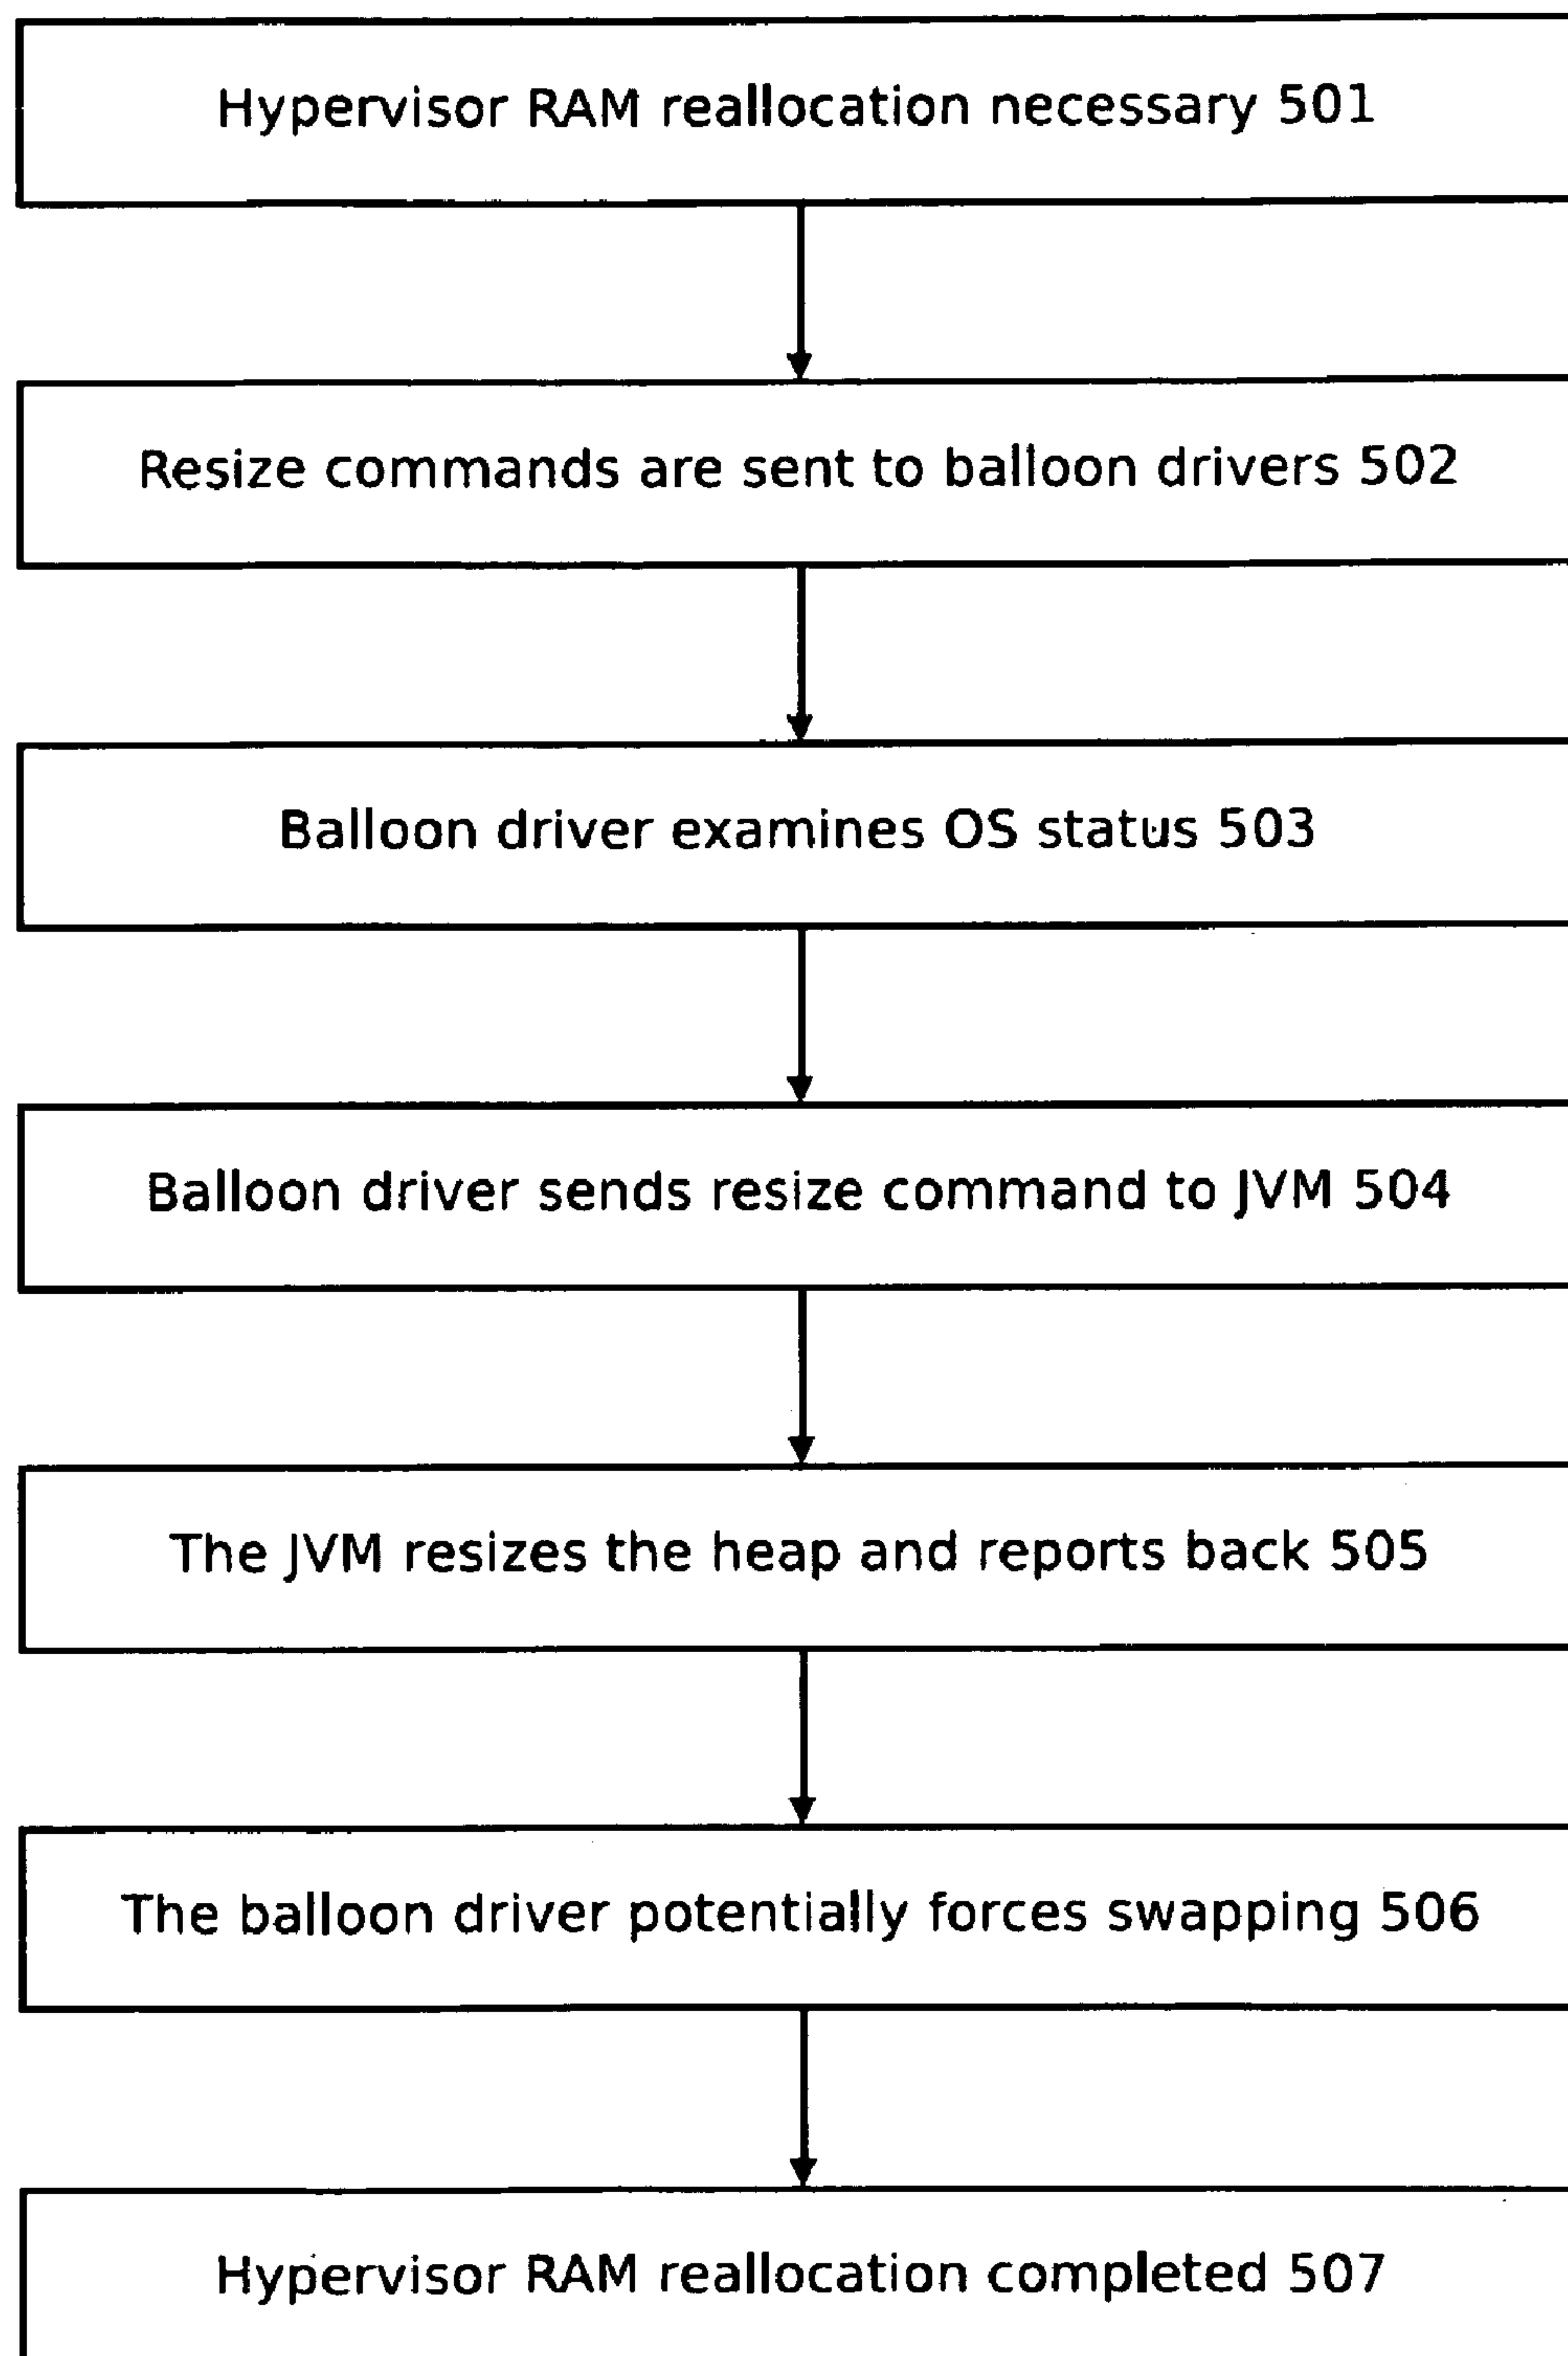 Hypervisor RAM reallocation necessary 501
Resize commands are sent to balloon drivers 502
Balloon driver examines OS status 503
Balloon driver sends resize command to JVM 504
The JVM resizes the heap and reports back 505
The balloon driver potentially forces swapping 506
Hypervisor RAM reallocation completed 507